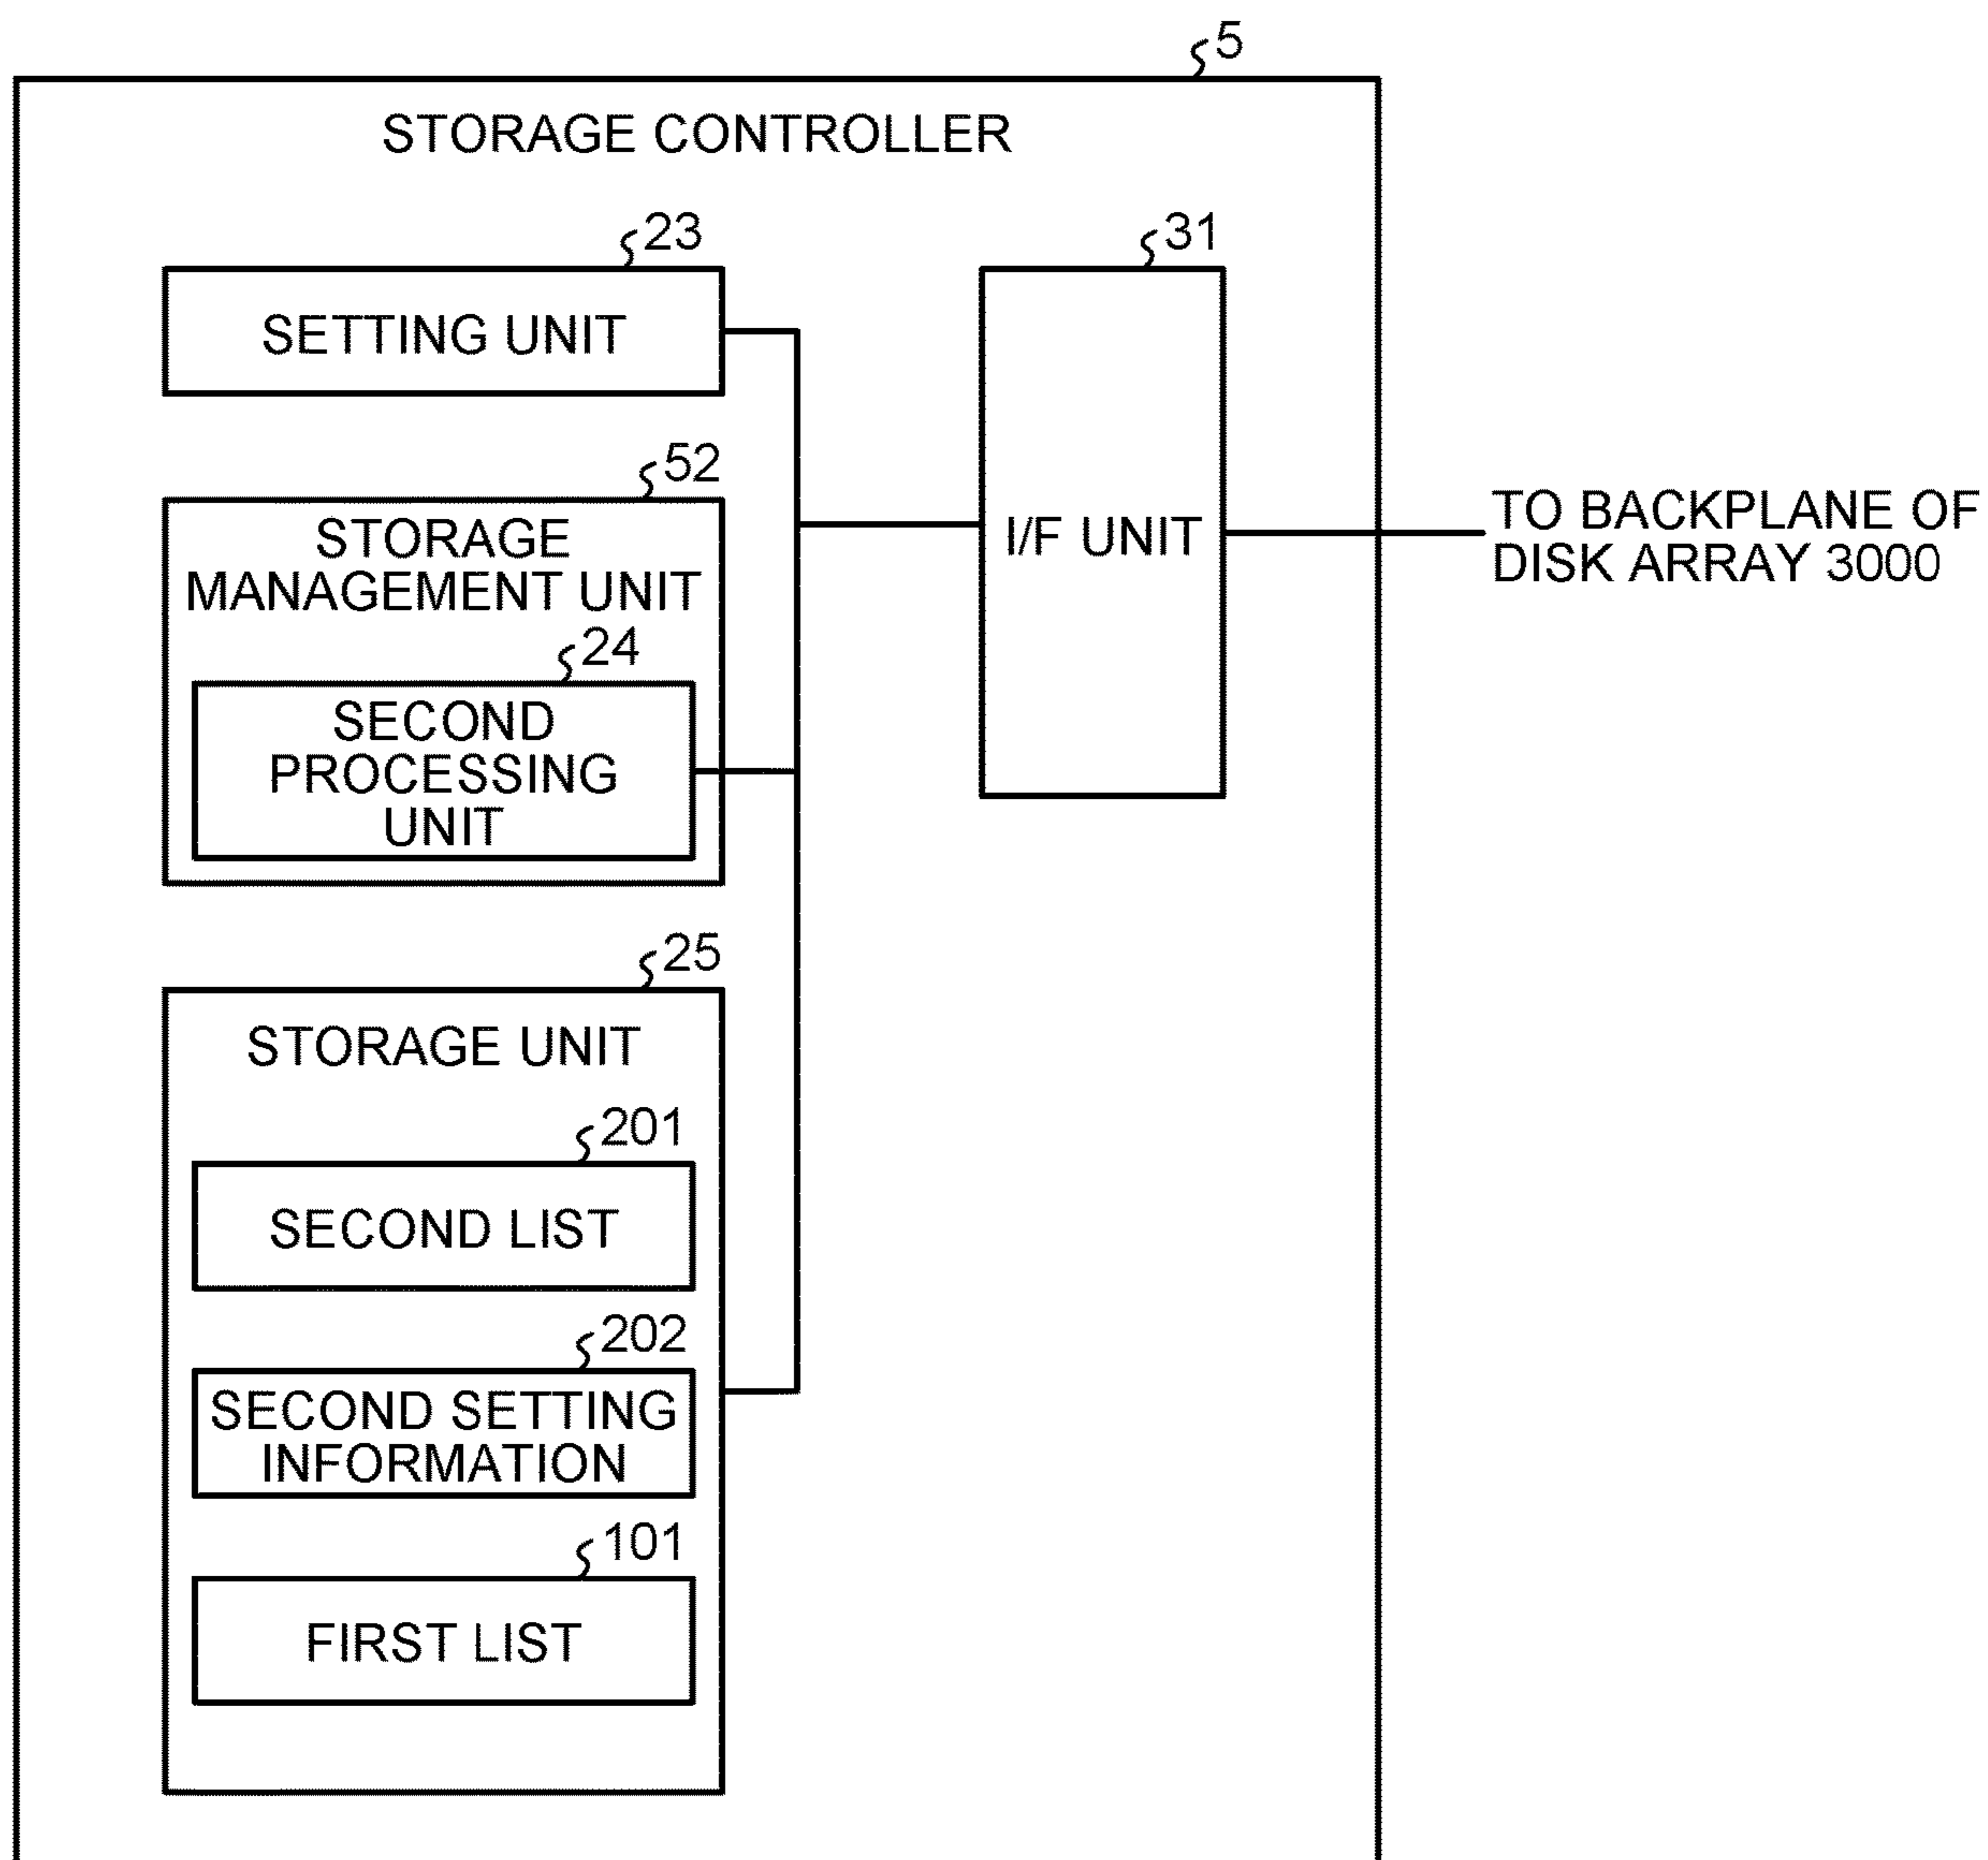 5
STORAGE CONTROLLER
23
SETTING UNIT
31
I/F UNIT
TO BACKPLANE OF
DISK ARRAY 3000
52
STORAGE
MANAGEMENT UNIT
24
SECOND
PROCESSING
UNIT
25
STORAGE UNIT
201
SECOND LIST
202
SECOND SETTING
INFORMATION
101
FIRST LIST